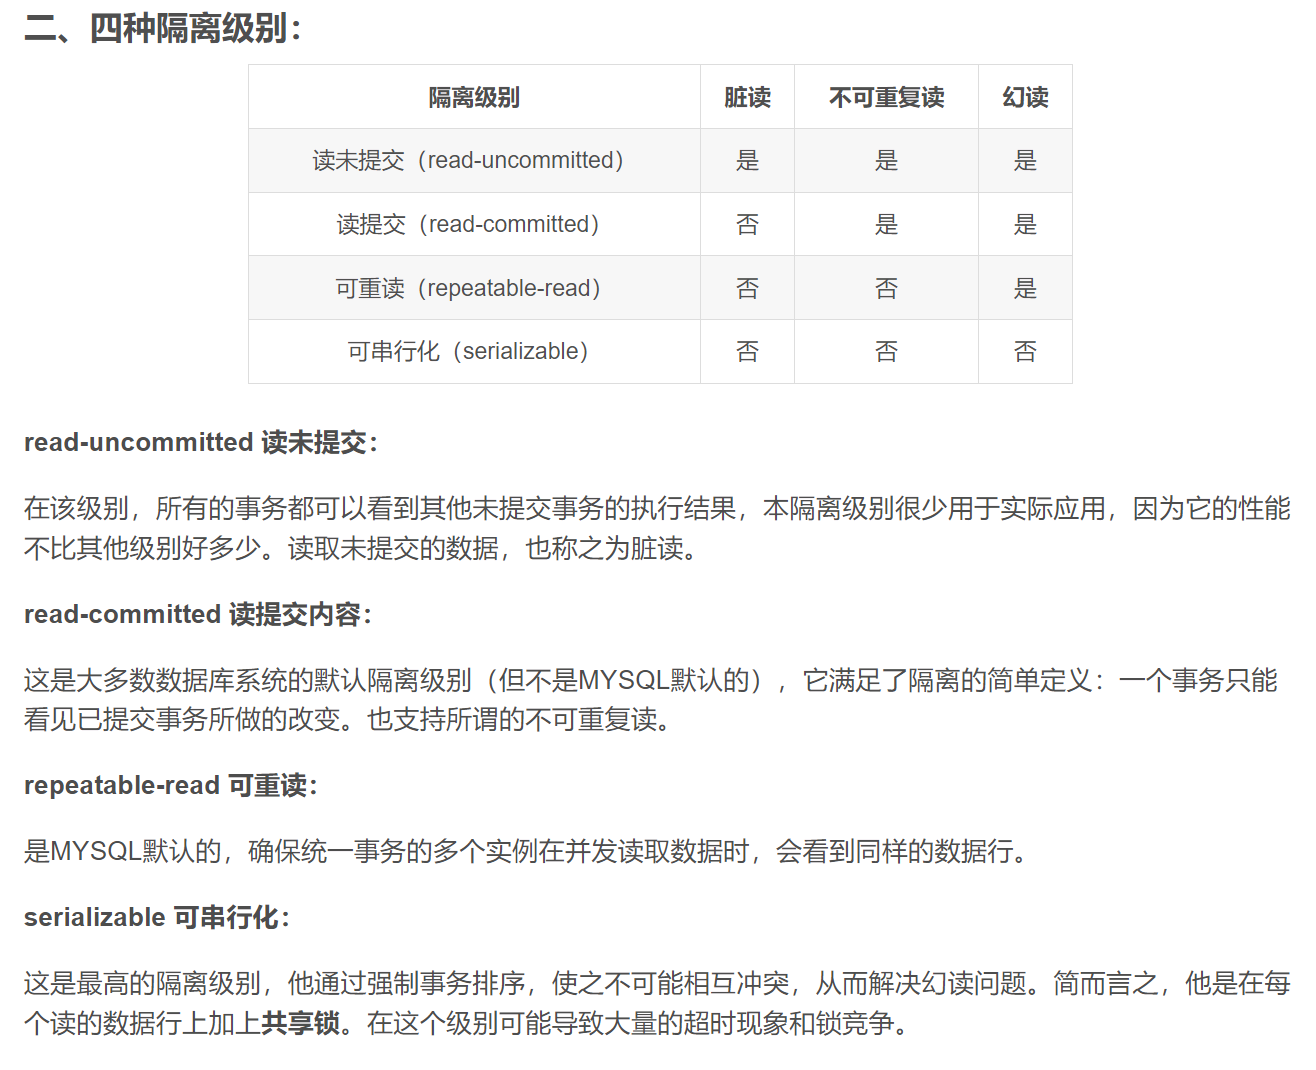 二、四种隔离级别：
隔离级别 脏读 不可重复读 幻读
读未提交（read-uncommitted） 是 是 是
读提交（read-committed） 否 是 是
可重读（repeatable-read） 否 否 是
可串行化（serializable） 否 否 否
read-uncommitted 读未提交：
在该级别，所有的事务都可以看到其他未提交事务的执行结果，本隔离级别很少用于实际应用，因为它的性能
不比其他级别好多少。读取未提交的数据，也称之为脏读。
read-committed 读提交内容：
这是大多数数据库系统的默认隔离级别（但不是MYSQL默认的），它满足了隔离的简单定义：一个事务只能
看见已提交事务所做的改变。也支持所谓的不可重复读。
repeatable-read 可重读：
是MYSQL默认的，确保统一事务的多个实例在并发读取数据时，会看到同样的数据行。
serializable 可串行化：
这是最高的隔离级别，他通过强制事务排序，使之不可能相互冲突，从而解决幻读问题。简而言之，他是在每
个读的数据行上加上共享锁。在这个级别可能导致大量的超时现象和锁竞争。